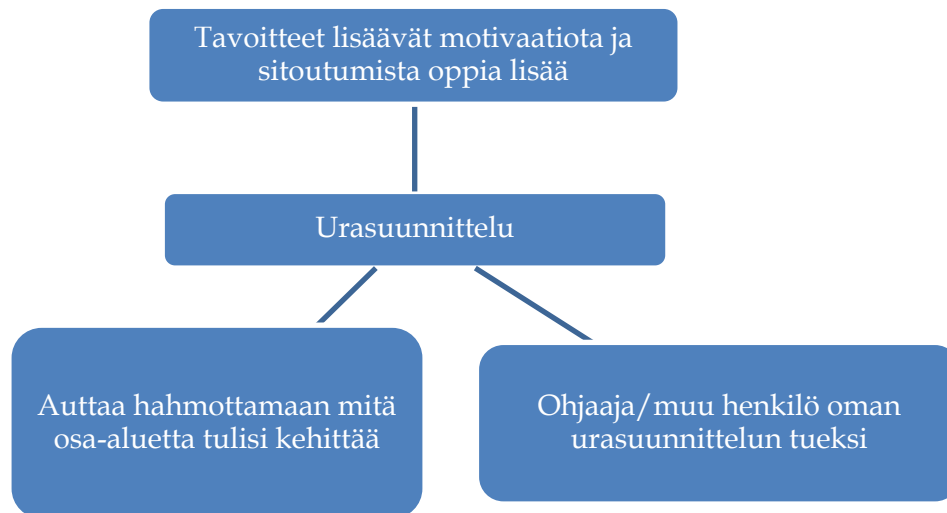 Tavoitteet lisäävät motivaatiota ja
sitoutumista oppia lisää
Urasuunnittelu
Auttaa hahmottamaan mitä
osa-aluetta tulisi kehittää
Ohjaaja/muu henkilö oman
urasuunnittelun tueksi